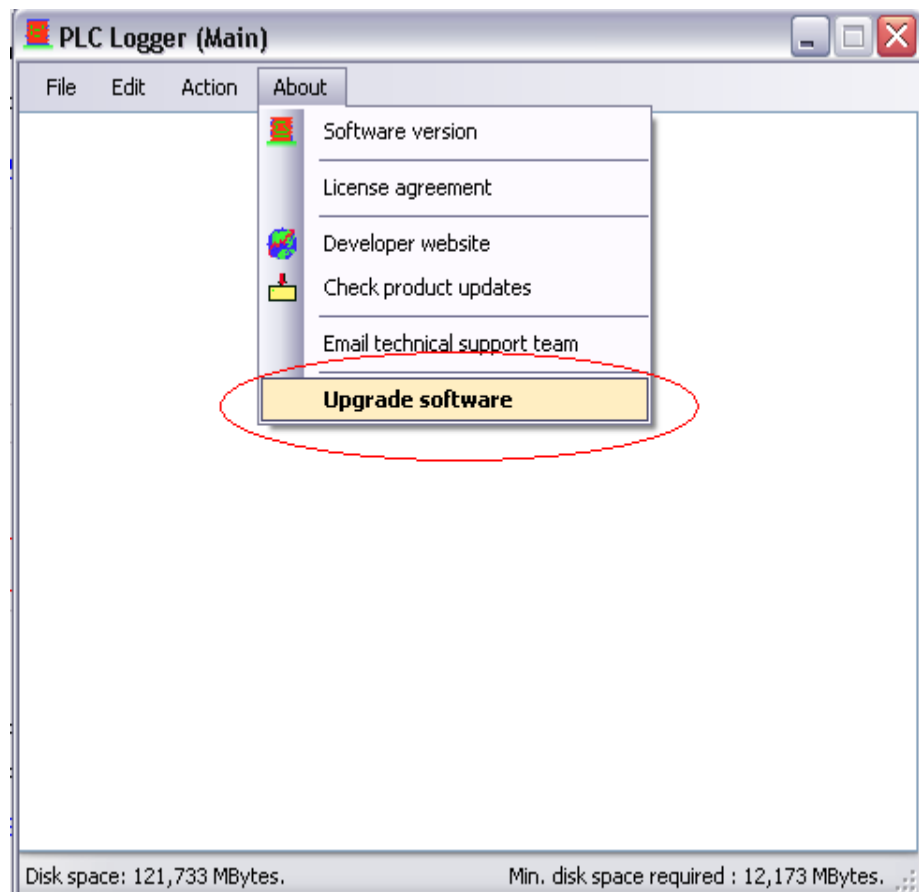 PLC Logger (Main)
File Edit Action About
Software version
License agreement
Developer website
Check product updates
Email technical support team
Upgrade software
Disk space: 121,733 MBytes. Min. disk space required : 12,173 MBytes.